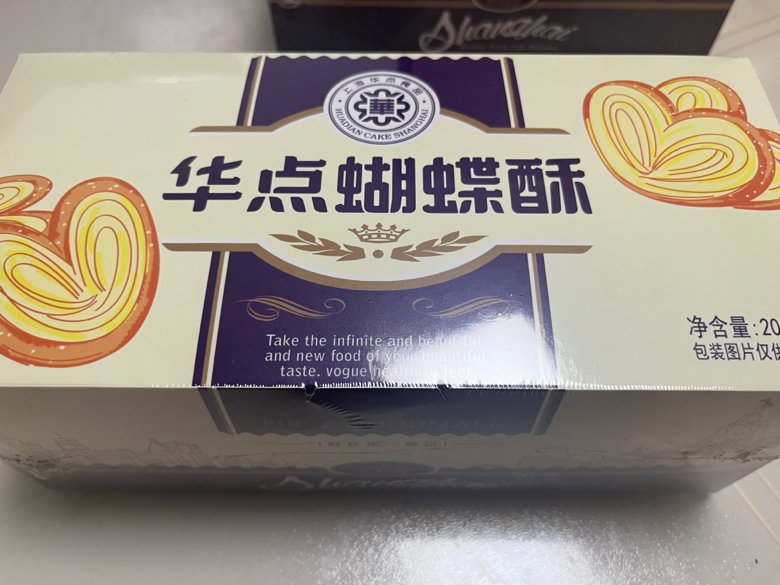 Shanghai
上海华点食品
華
HUADIAN CAKE SHANGHAI
华点蝴蝶酥
Take the infinite and beautiful
and new food of your beautiful
taste. vogue health to feel
净含量:20
包装图片仅供
Shanghai